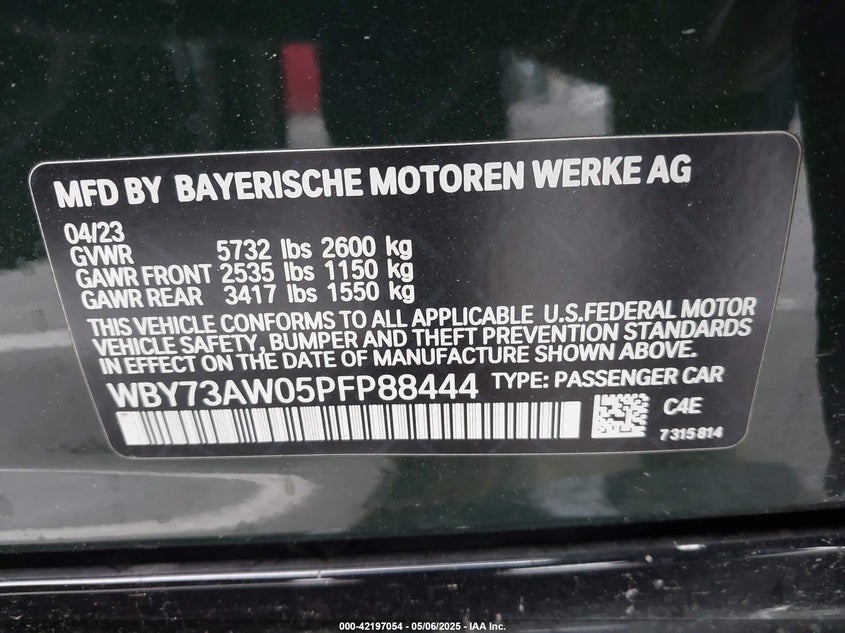 MFD BY BAYERISCHE MOTOREN WERKE AG
04/23
GVWR 5732 lbs 2600 kg
GAWR FRONT 2535 lbs 1150 kg
GAWR REAR 3417 lbs 1550 kg
THIS VEHICLE CONFORMS TO ALL APPLICABLE U.S.FEDERAL MOTOR
VEHICLE SAFETY, BUMPER AND THEFT PREVENTION STANDARDS
IN EFFECT ON THE DATE OF MANUFACTURE SHOWN ABOVE.
WBY73AW05PFP88444 TYPE: PASSENGER CAR
C4E
7315814
000-42197054 — 05/06/2025 — IAA Inc.